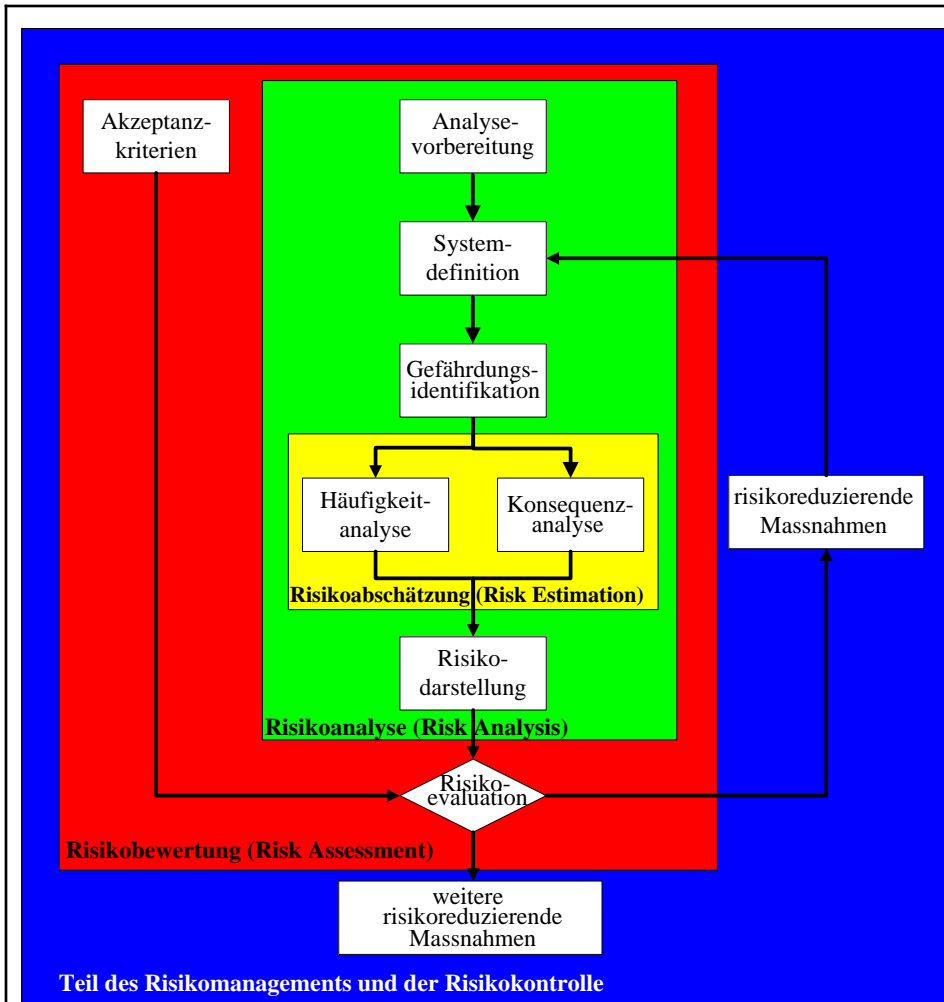 Akzeptanz-
kriterien
Analyse-
vorbereitung
System-
definition
Gefährdungs-
identifikation
Häufigkeit-
analyse
Konsequenz-
analyse
risikoreduzierende
Massnahmen
Risikoabschätzung (Risk Estimation)
Risiko-
darstellung
Risikoanalyse (Risk Analysis)
Risiko-
evaluation
Risikobewertung (Risk Assessment)
weitere
risikoreduzierende
Massnahmen
Teil des Risikomanagements und der Risikokontrolle